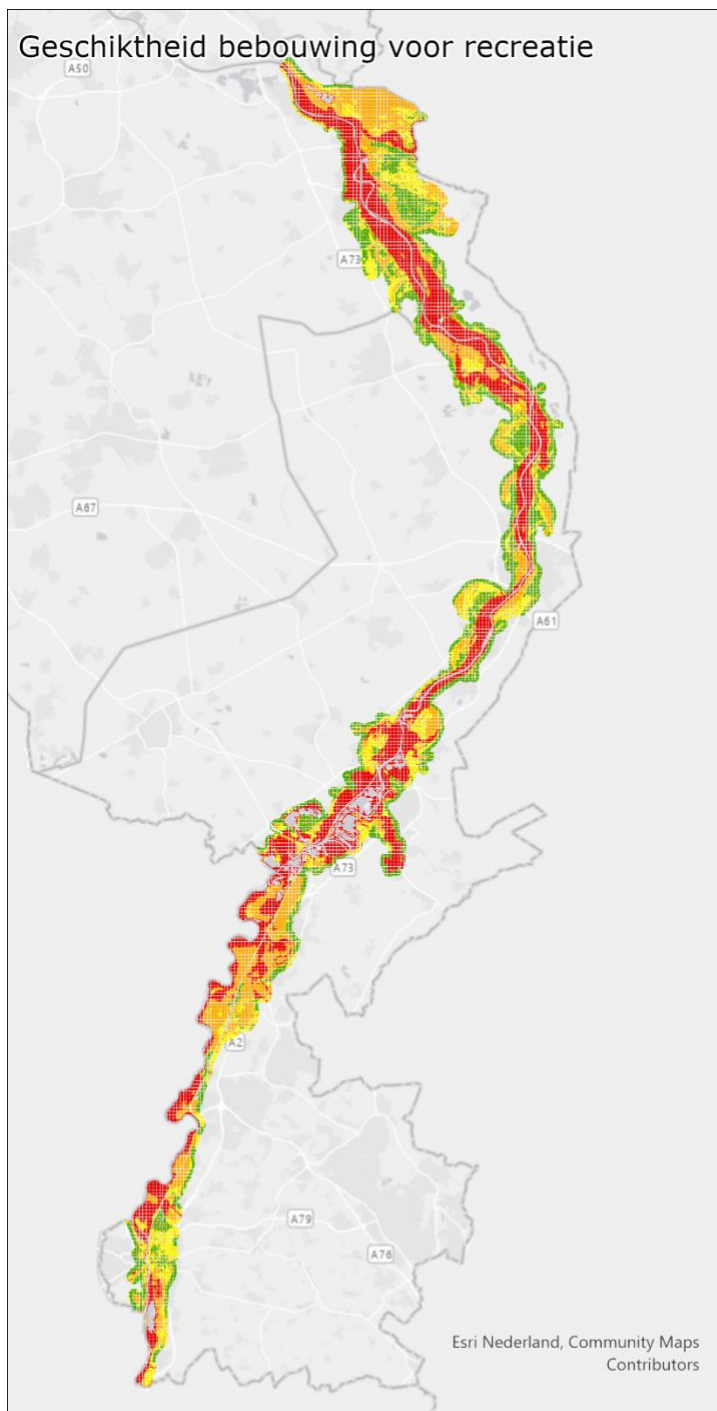 Geschiktheid bebouwing voor recreatie
A50
A73
A67
A61
A73
A2
A79
A76
Esri Nederland, Community Maps
Contributors